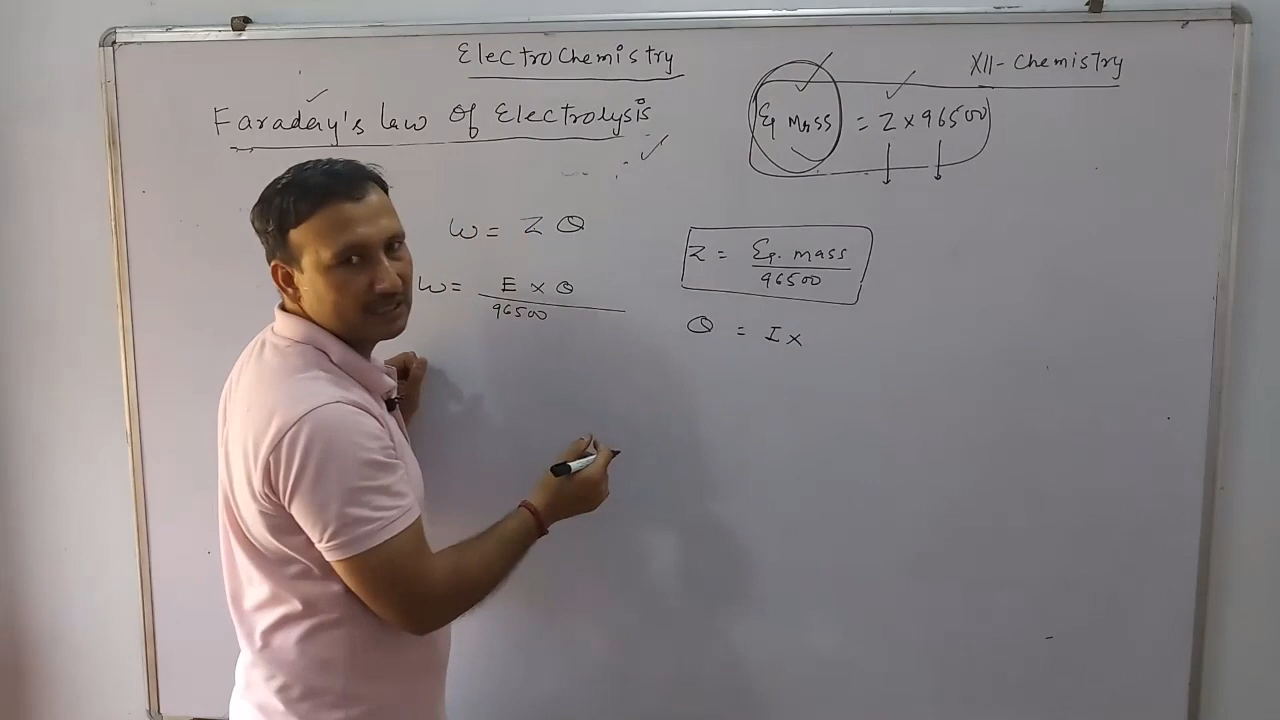 ElectroChemistry
XII- Chemistry
Faraday's law of Electrolysis
Eq Mass = Z x 96500
W = Z Q
Z = Eq. mass / 96500
W = E x Q / 96500
Q = I x